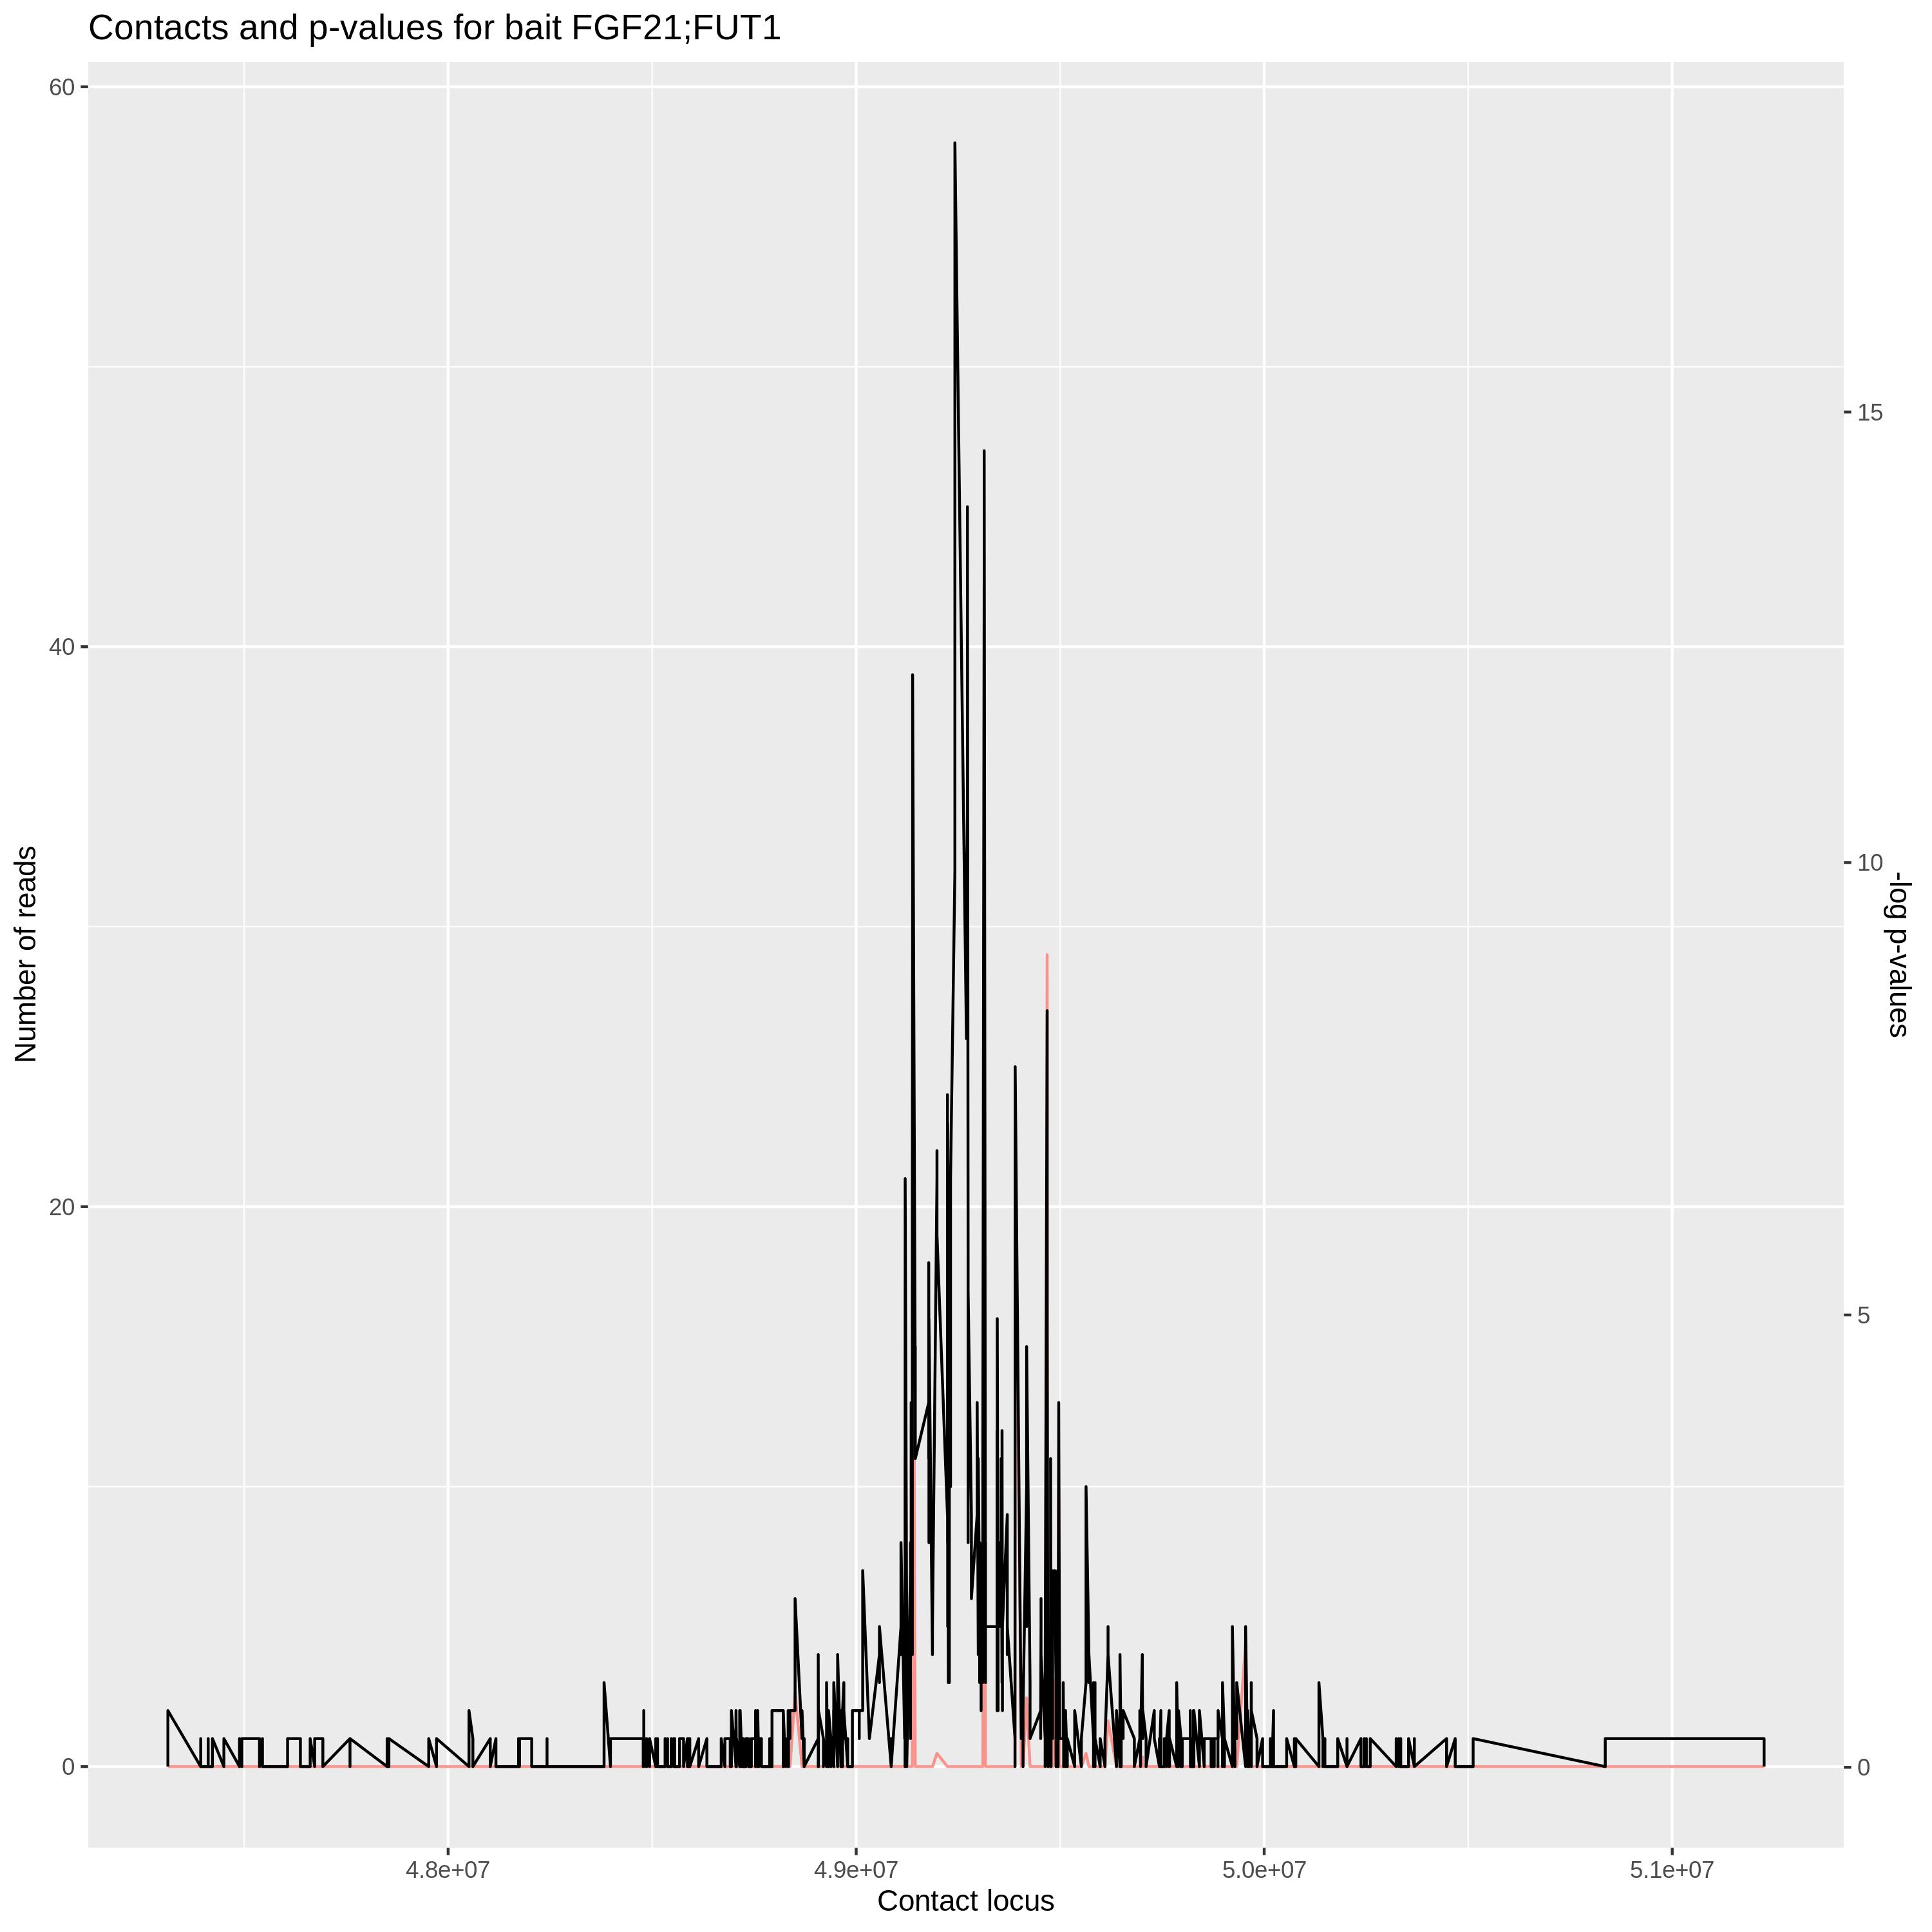 Contacts and p-values for bait FGF21;FUT1
60
40
20
0
Number of reads
15
10
5
0
-log p-values
4.8e+07
4.9e+07
5.0e+07
5.1e+07
Contact locus